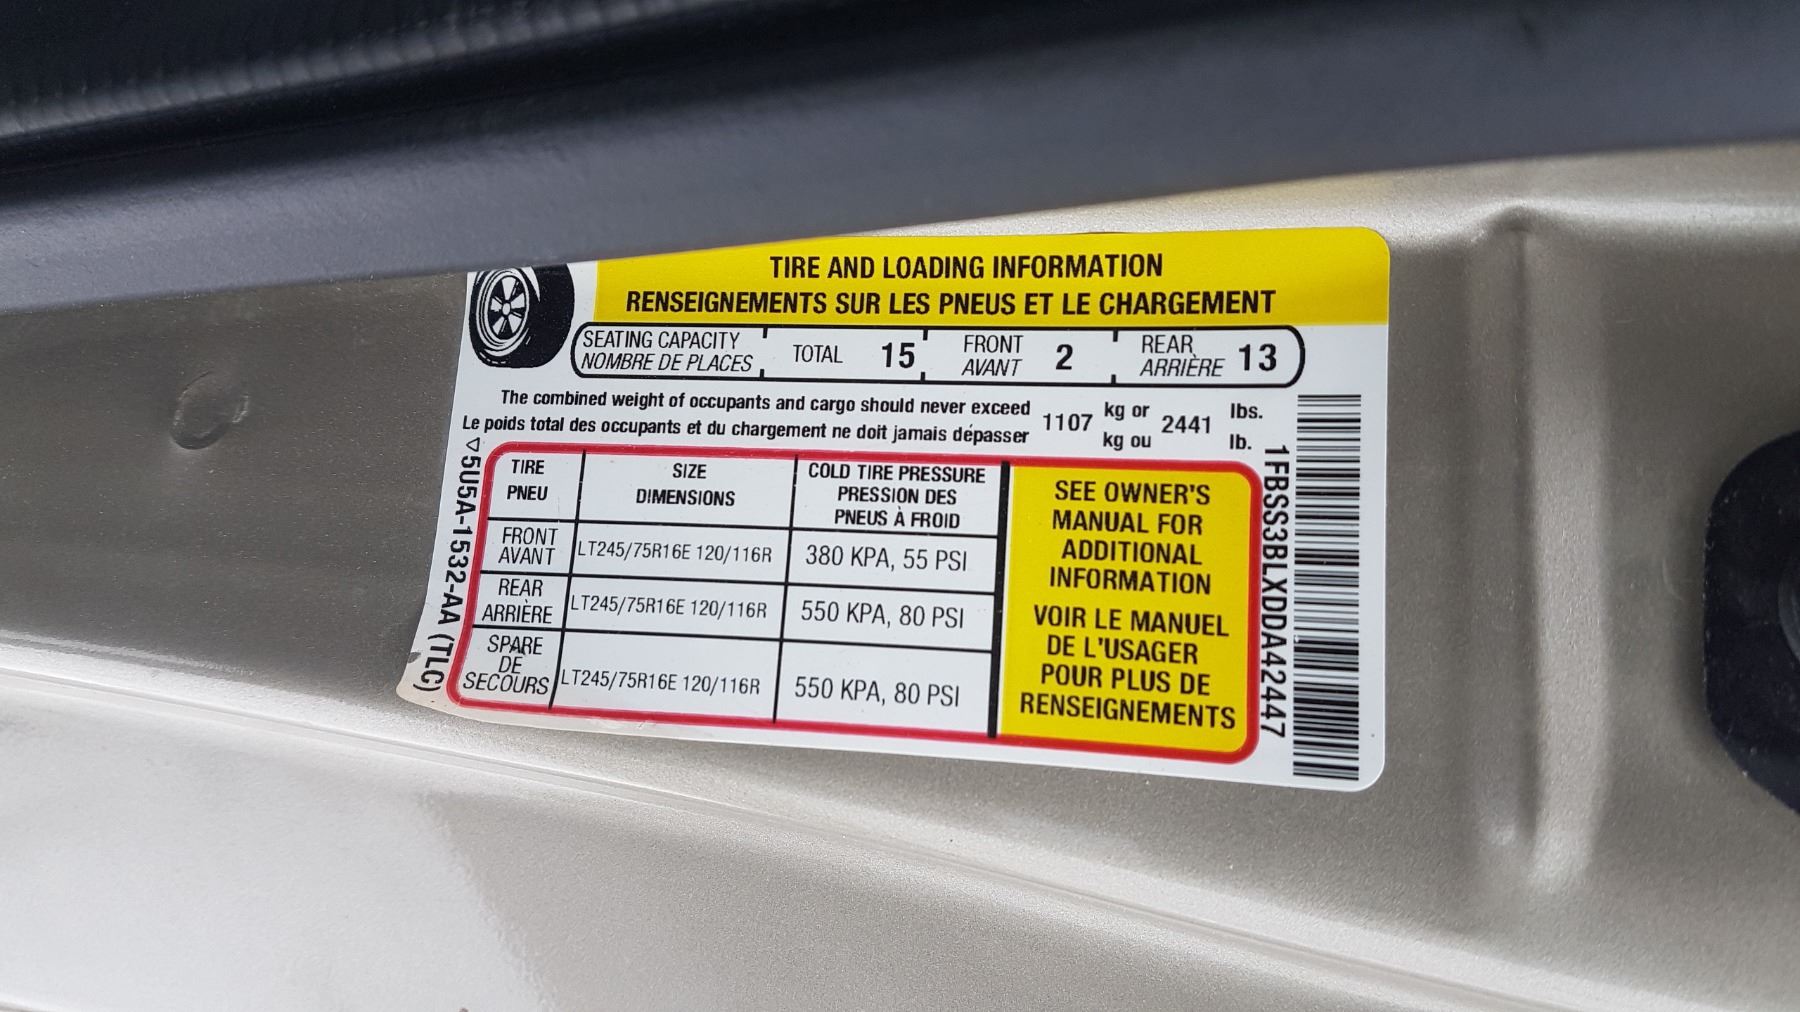 TIRE AND LOADING INFORMATION
RENSEIGNEMENTS SUR LES PNEUS ET LE CHARGEMENT
SEATING CAPACITY TOTAL 15 FRONT 2 REAR 13
NOMBRE DE PLACES AVANT ARRIÈRE
The combined weight of occupants and cargo should never exceed 1107 kg or 2441 lbs.
Le poids total des occupants et du chargement ne doit jamais dépasser kg ou lb.
TIRE SIZE COLD TIRE PRESSURE
PNEU DIMENSIONS PRESSION DES
PNEUS À FROID
FRONT
AVANT LT245/75R16E 120/116R 380 KPA, 55 PSI
REAR
ARRIÈRE LT245/75R16E 120/116R 550 KPA, 80 PSI
SPARE
DE
SECOURS LT245/75R16E 120/116R 550 KPA, 80 PSI
SEE OWNER'S
MANUAL FOR
ADDITIONAL
INFORMATION
VOIR LE MANUEL
DE L'USAGER
POUR PLUS DE
RENSEIGNEMENTS
▽5U5A-1532-AA (TLC)
1FBSS3BLXDDA42447